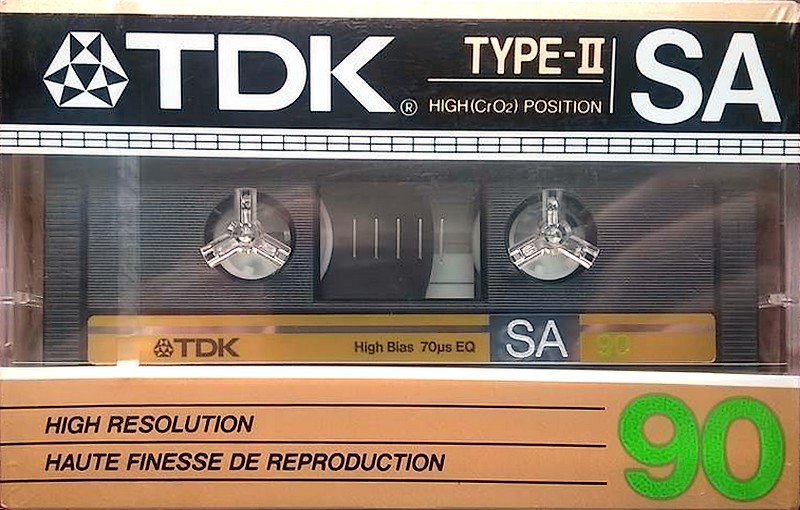 TDK®
TYPE-II
HIGH (CrO2) POSITION
SA
TDK
High Bias 70µs EQ
SA
90
HIGH RESOLUTION
HAUTE FINESSE DE REPRODUCTION
90